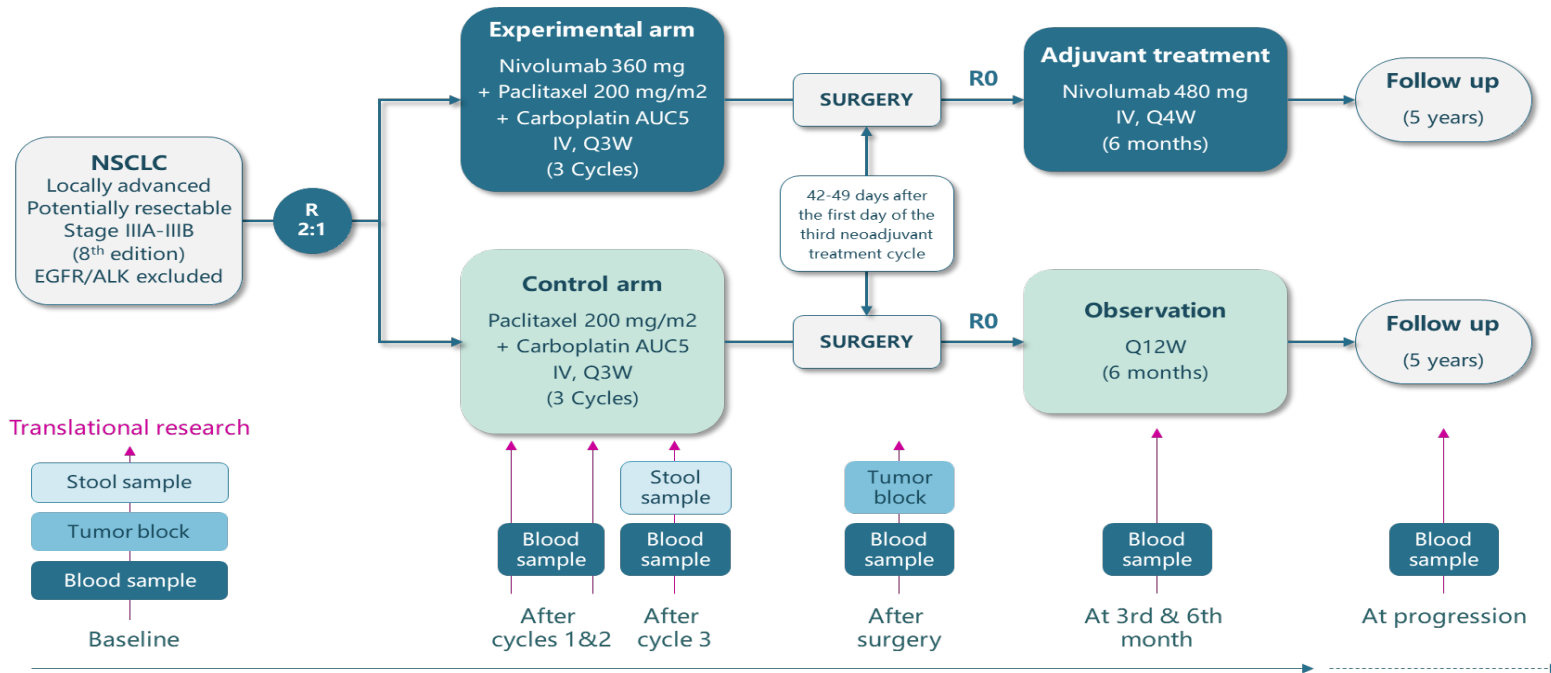 NSCLC
Locally advanced
Potentially resectable
Stage IIIA-IIIB
(8th edition)
EGFR/ALK excluded
R
2:1
Experimental arm
Nivolumab 360 mg
+ Paclitaxel 200 mg/m2
+ Carboplatin AUC5
IV, Q3W
(3 Cycles)
SURGERY
R0
Adjuvant treatment
Nivolumab 480 mg
IV, Q4W
(6 months)
Follow up
(5 years)
42-49 days after
the first day of the
third neoadjuvant
treatment cycle
Control arm
Paclitaxel 200 mg/m2
+ Carboplatin AUC5
IV, Q3W
(3 Cycles)
SURGERY
R0
Observation
Q12W
(6 months)
Follow up
(5 years)
Translational research
Stool sample
Tumor block
Blood sample
Baseline
Blood
sample
After
cycles 1&2
Stool
sample
Blood
sample
After
cycle 3
Tumor
block
Blood
sample
After
surgery
Blood
sample
At 3rd & 6th
month
Blood
sample
At progression